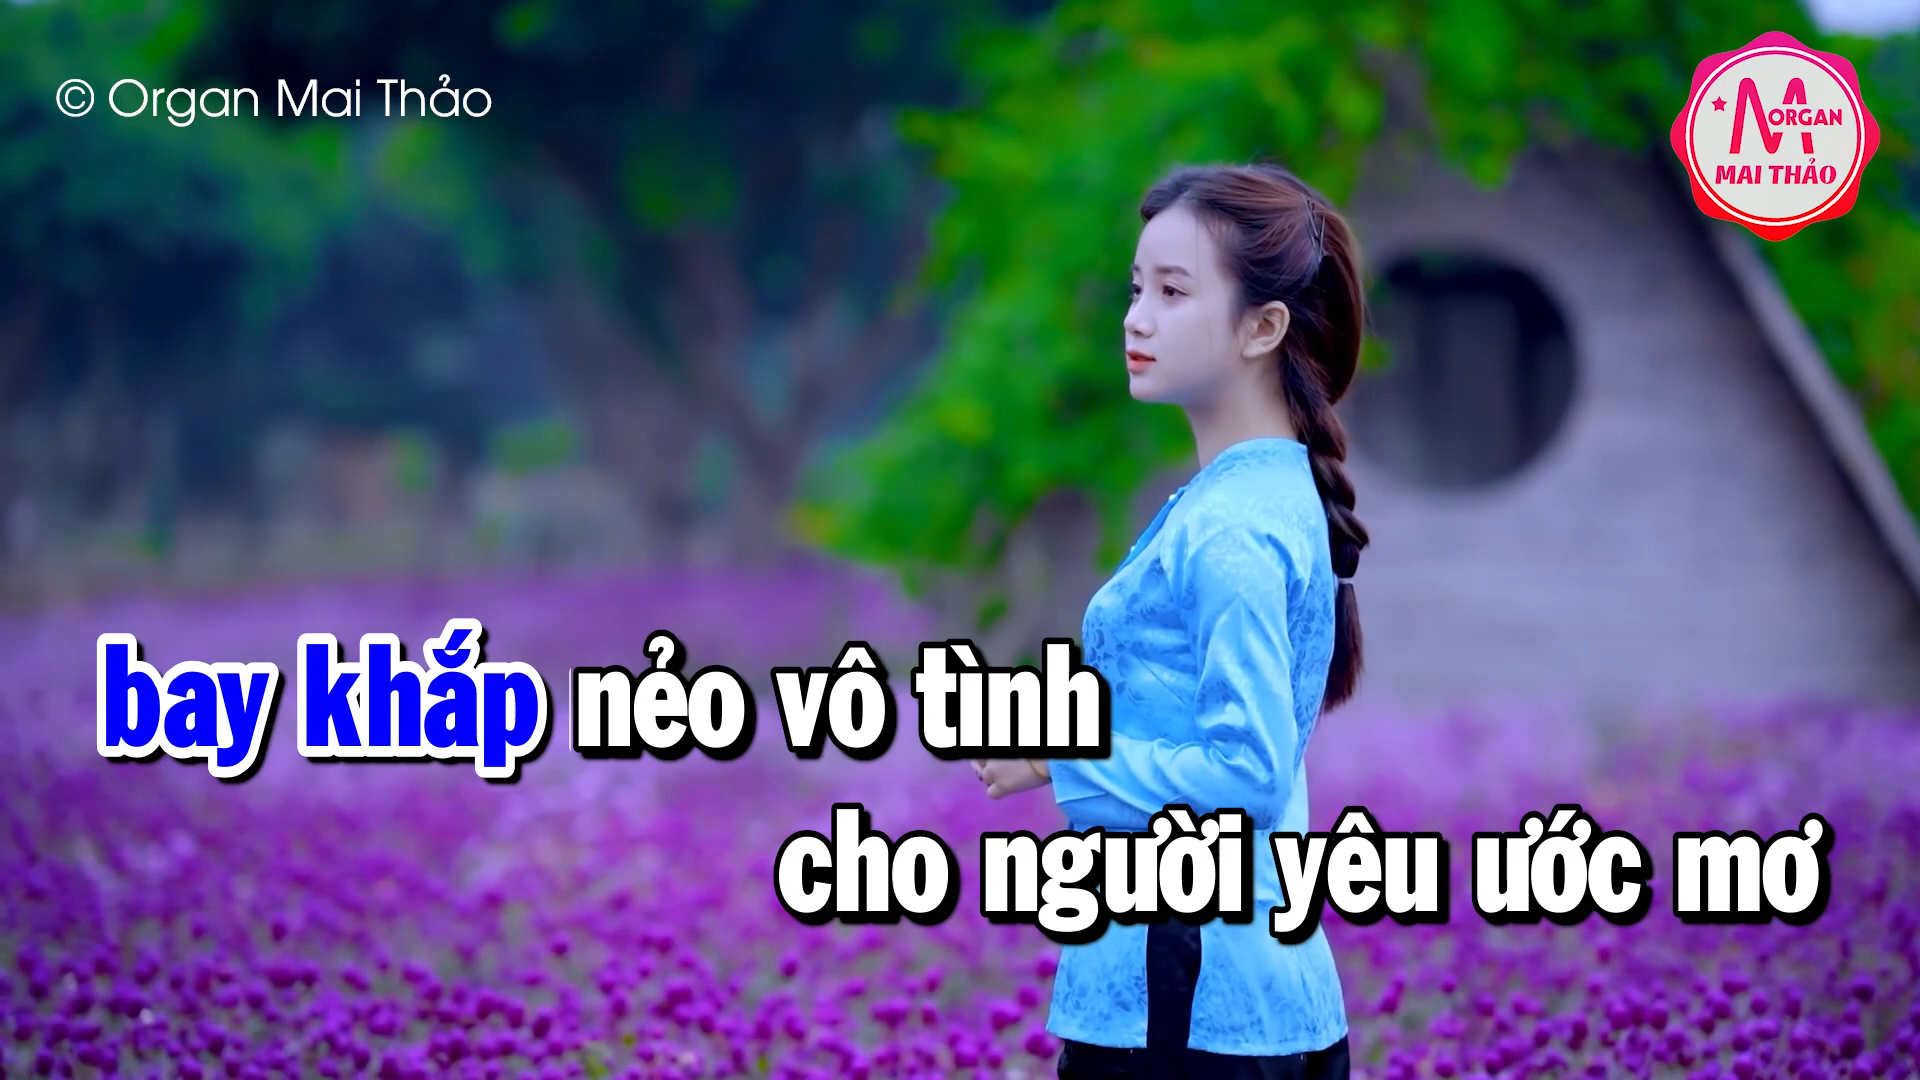 © Organ Mai Thảo
ORGAN
MAI THẢO
bay khắp nẻo vô tình
cho người yêu ước mơ